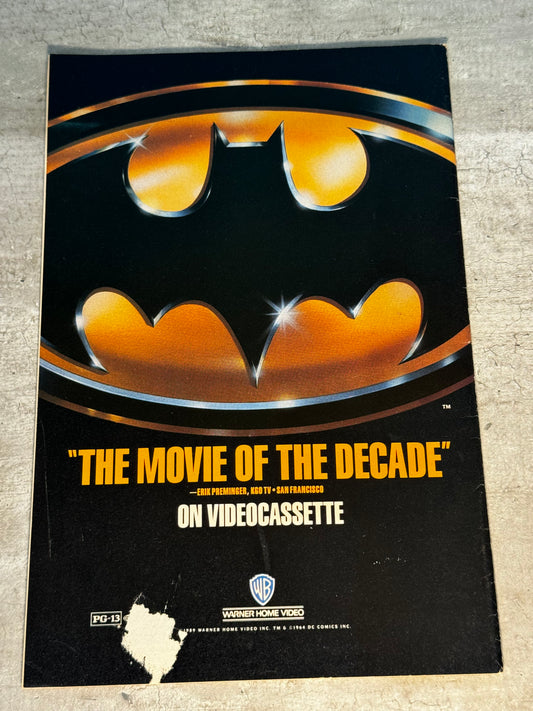 TM
"THE MOVIE OF THE DECADE"
—ERIK PREMINGER, KGO TV • SAN FRANCISCO
ON VIDEOCASSETTE
WB
WARNER HOME VIDEO
PG-13
1989 WARNER HOME VIDEO INC. TM & ©1964 DC COMICS INC.